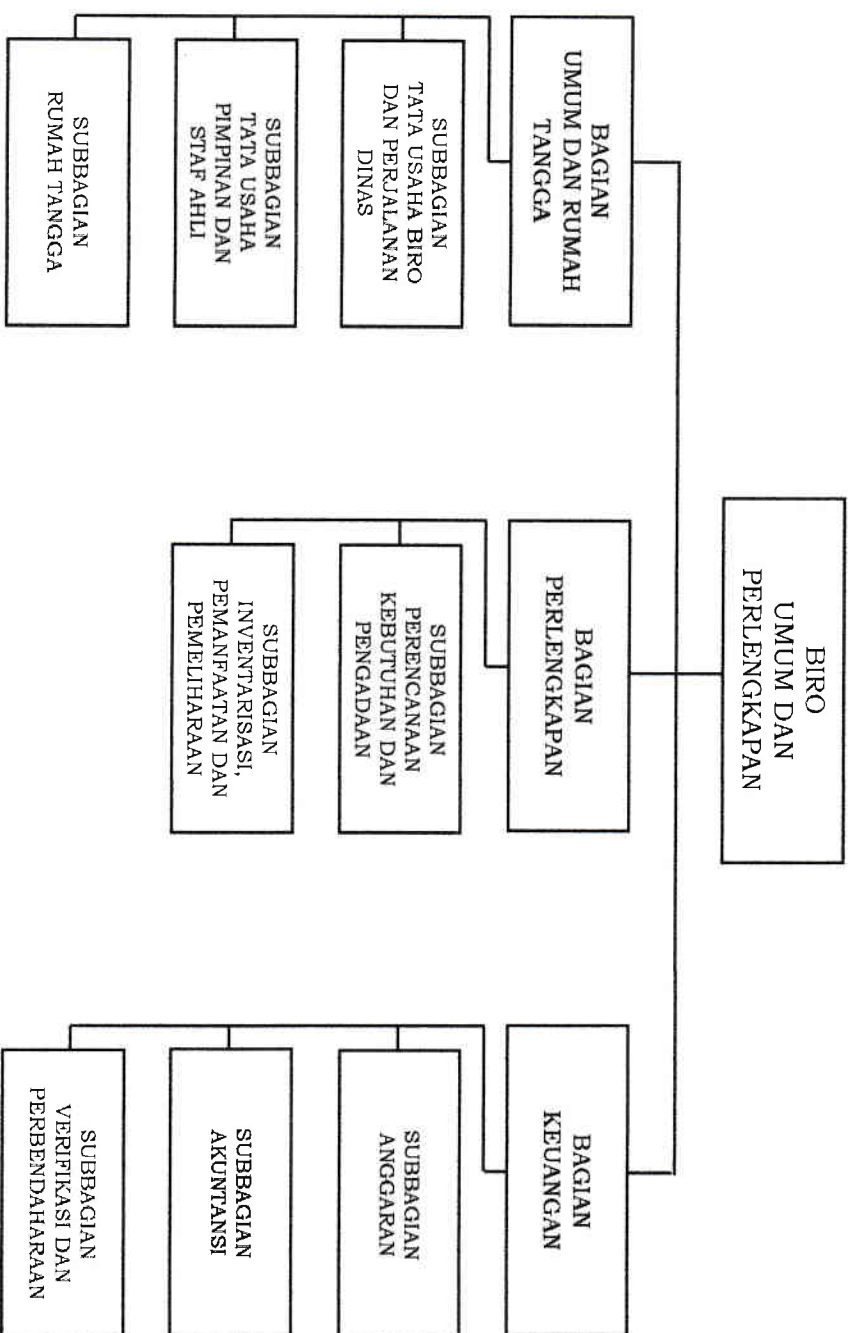 BIRO
UMUM DAN
PERLENGKAPAN
BAGIAN
UMUM DAN RUMAH
TANGGA
SUBBAGIAN
TATA USAHA BIRO
DAN PERJALANAN
DINAS
SUBBAGIAN
TATA USAHA
PIMPINAN DAN
STAF AHLI
SUBBAGIAN
RUMAH TANGGA
BAGIAN
PERLENGKAPAN
SUBBAGIAN
PERENCANAAN
KEBUTUHAN DAN
PENGADAAN
SUBBAGIAN
INVENTARISASI,
PEMANFAATAN DAN
PEMELIHARAAN
BAGIAN
KEUANGAN
SUBBAGIAN
ANGGARAN
SUBBAGIAN
AKUNTANSI
SUBBAGIAN
VERIFIKASI DAN
PERBENDAHARAAN